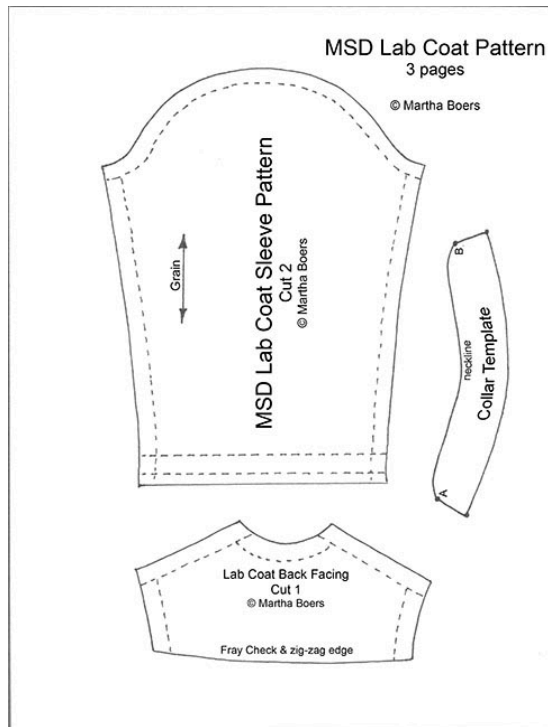 MSD Lab Coat Pattern
3 pages
© Martha Boers
MSD Lab Coat Sleeve Pattern
Cut 2
© Martha Boers
Grain
B
neckline
Collar Template
A
Lab Coat Back Facing
Cut 1
© Martha Boers
Fray Check & zig-zag edge